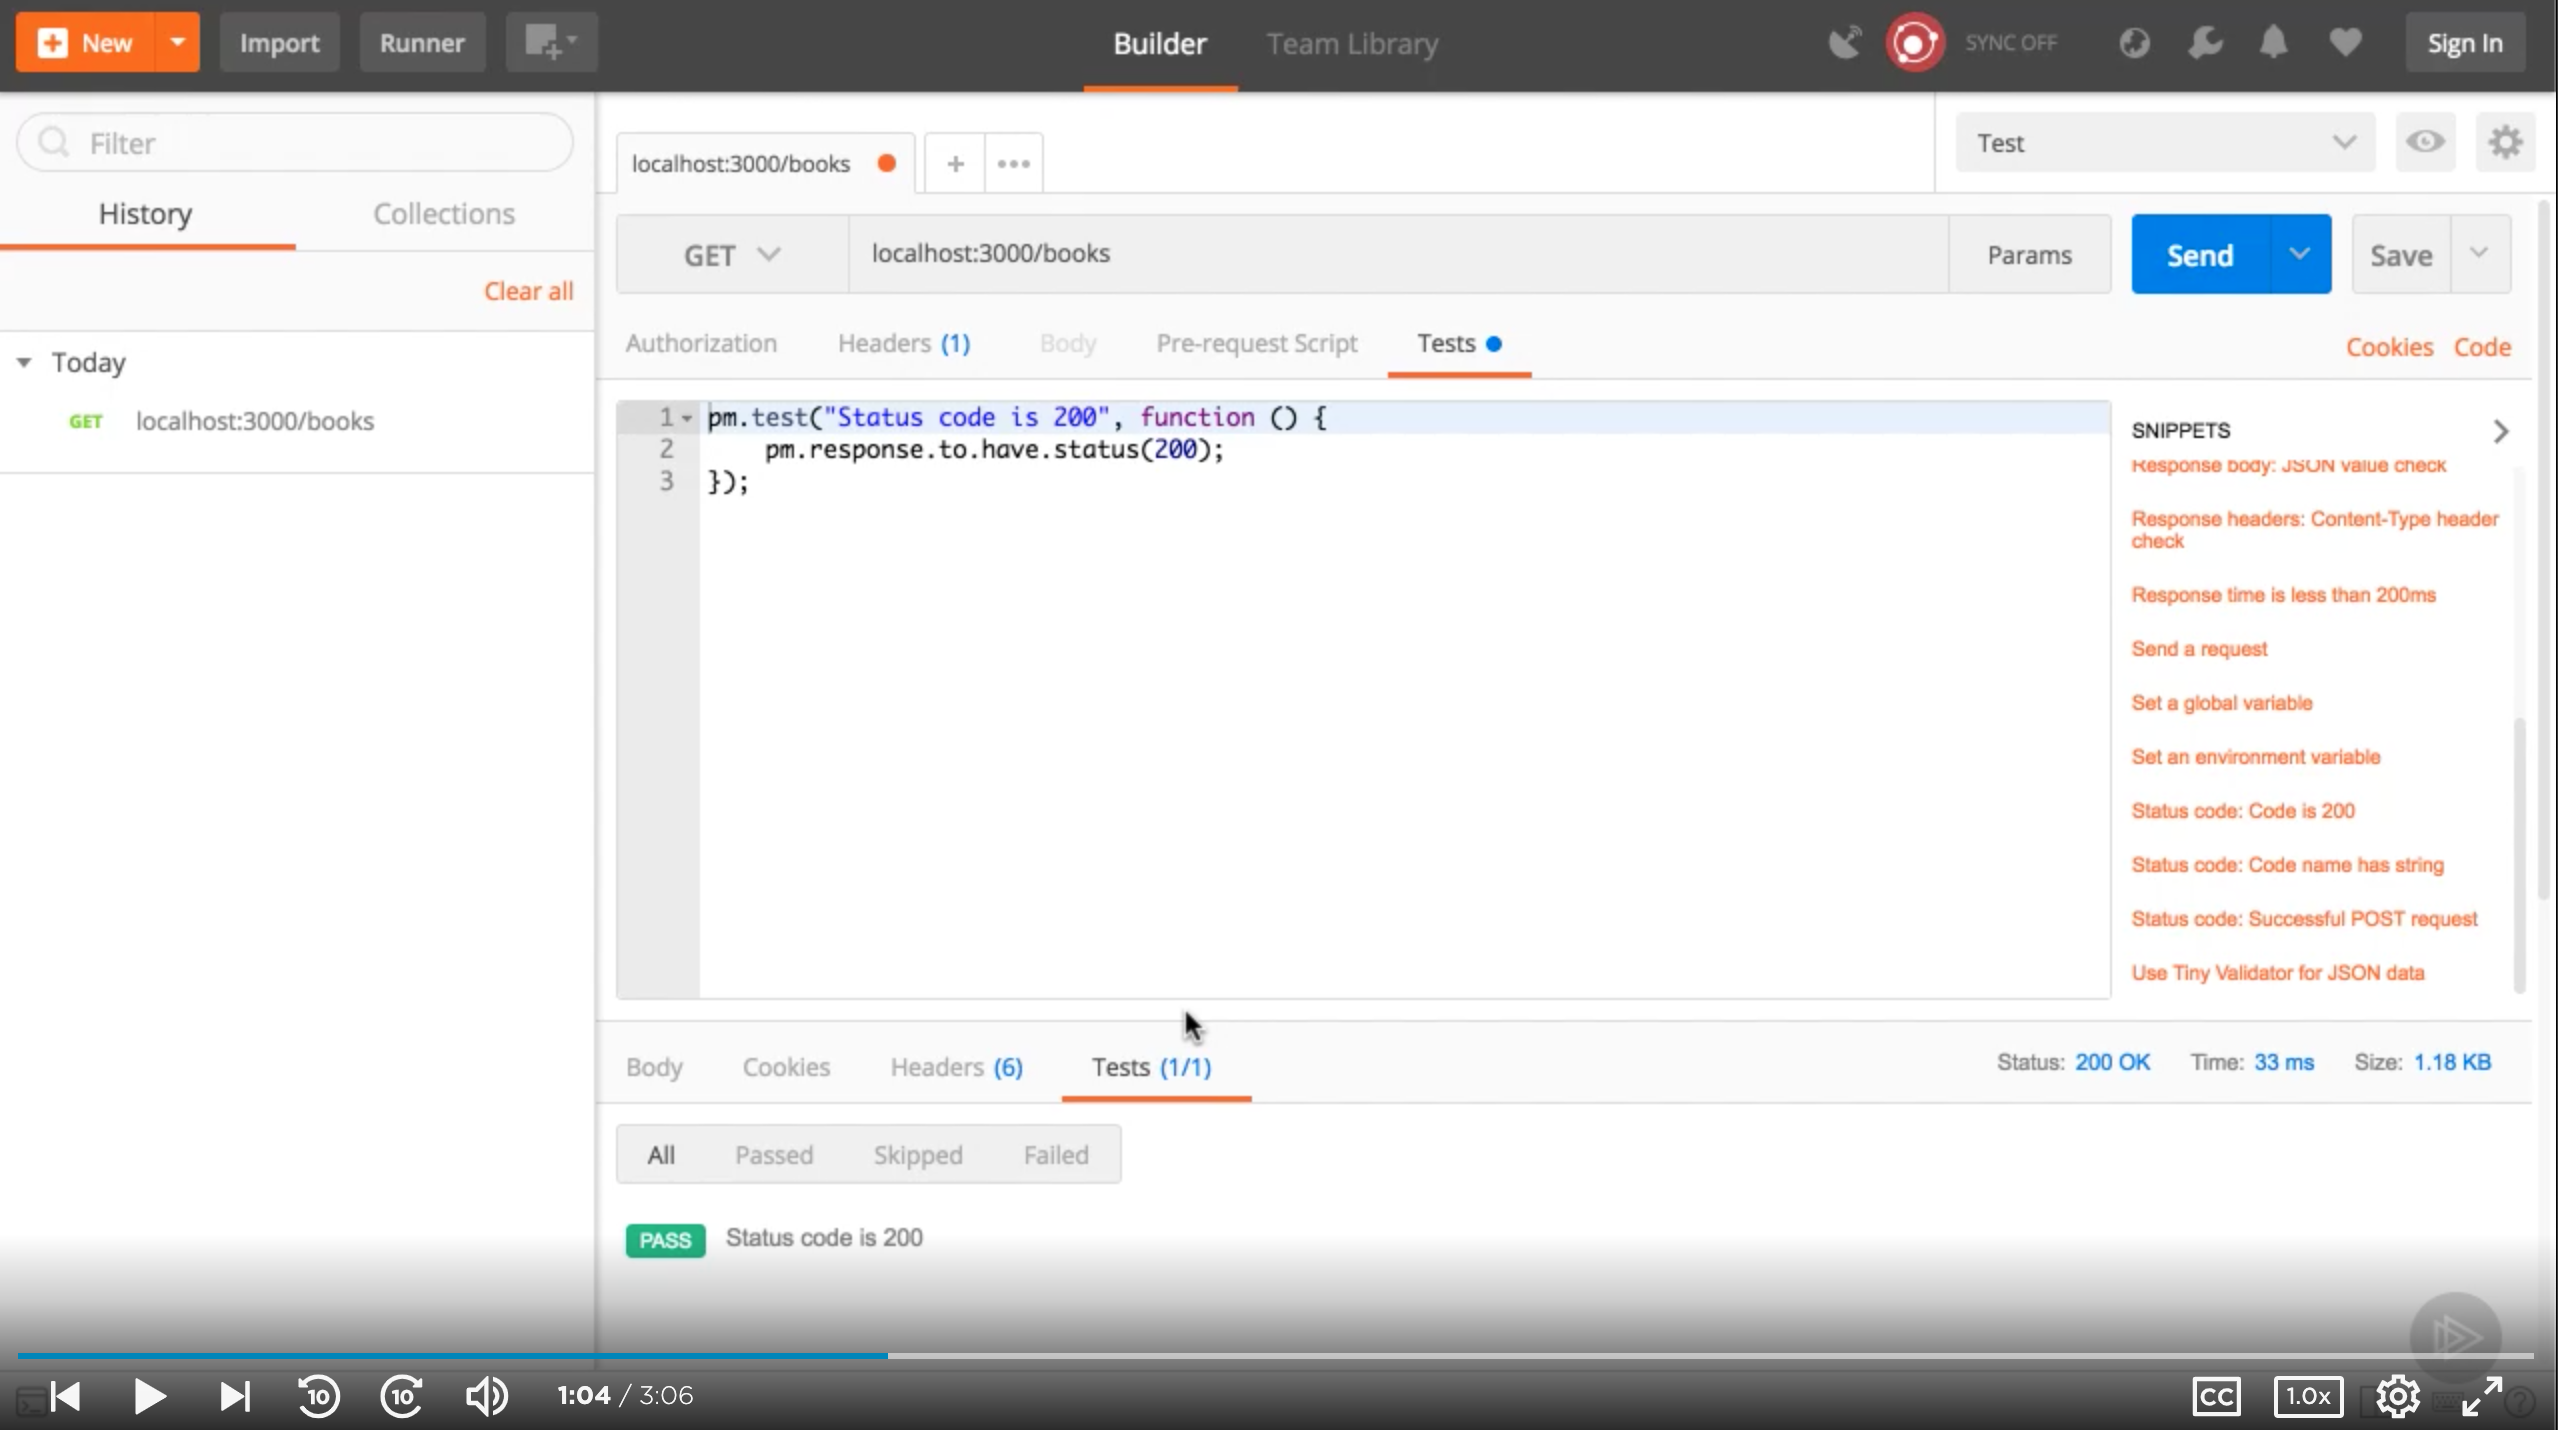 New
Import
Runner
Builder
Team Library
SYNC OFF
Sign In
Filter
History
Collections
Clear all
Today
GET localhost:3000/books
localhost:3000/books
+
Test
GET
localhost:3000/books
Params
Send
Save
Authorization
Headers (1)
Body
Pre-request Script
Tests
Cookies
Code
1 pm.test("Status code is 200", function () {
2 pm.response.to.have.status(200);
3 });
SNIPPETS
Response body: JSON value check
Response headers: Content-Type header
check
Response time is less than 200ms
Send a request
Set a global variable
Set an environment variable
Status code: Code is 200
Status code: Code name has string
Status code: Successful POST request
Use Tiny Validator for JSON data
Body
Cookies
Headers (6)
Tests (1/1)
Status: 200 OK
Time: 33 ms
Size: 1.18 KB
All
Passed
Skipped
Failed
PASS Status code is 200
10
10
1:04 / 3:06
CC
1.0x